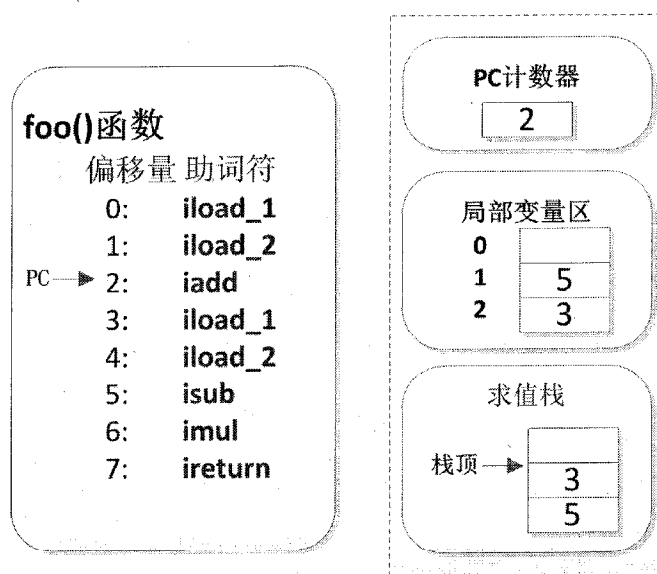 foo()函数
偏移量 助词符
0: iload_1
1: iload_2
PC 2: iadd
3: iload_1
4: iload_2
5: isub
6: imul
7: ireturn
PC计数器
2
局部变量区
0
1 5
2 3
求值栈
栈顶
3
5